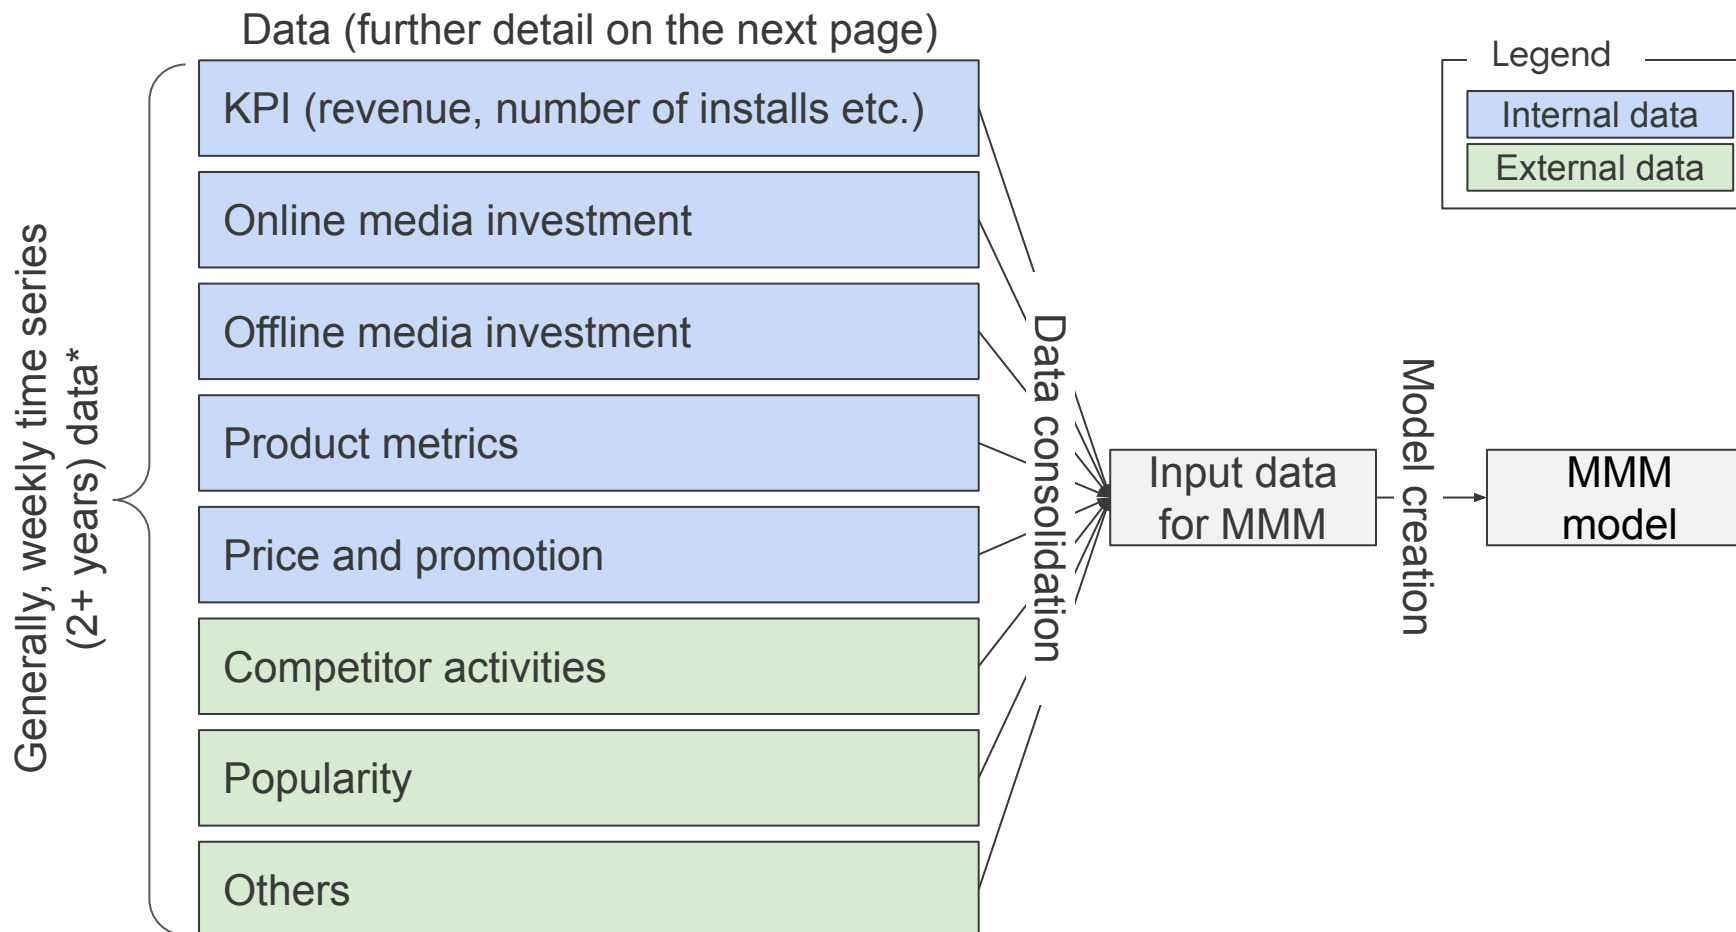 Data (further detail on the next page)
Legend
Internal data
External data
Generally, weekly time series
(2+ years) data*
KPI (revenue, number of installs etc.)
Online media investment
Offline media investment
Product metrics
Price and promotion
Competitor activities
Popularity
Others
Data consolidation
Input data
for MMM
Model creation
MMM
model